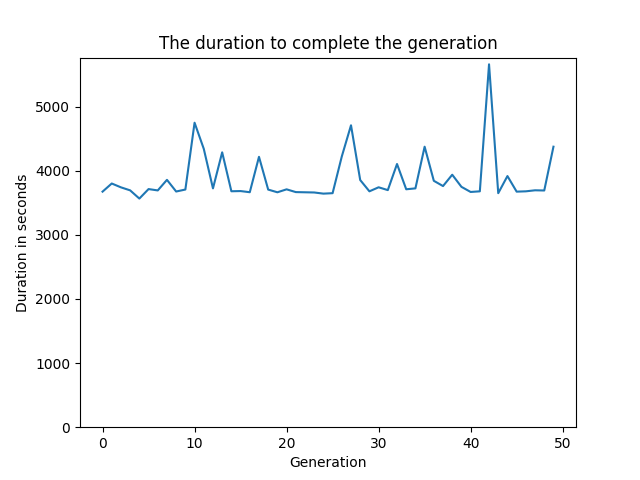 The duration to complete the generation
Duration in seconds
5000
4000
3000
2000
1000
0
0 10 20 30 40 50
Generation